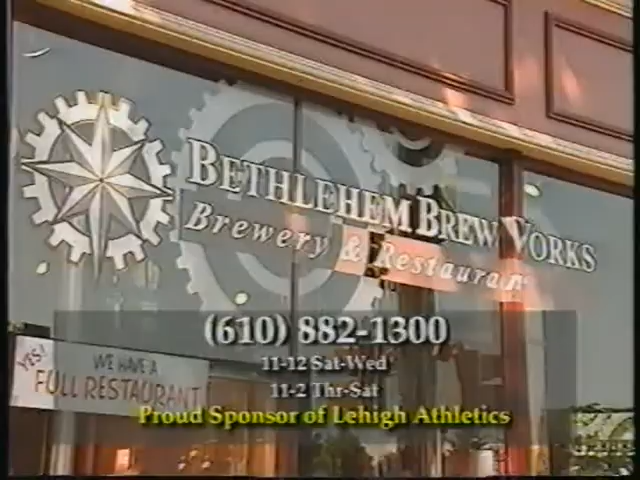 BETHLEHEM BREW WORKS
Brewery & Restaurant
(610) 882-1300
11-12 Sat-Wed
11-2 Thr-Sat
Proud Sponsor of Lehigh Athletics
YES!
WE HAVE A
FULL RESTAURANT